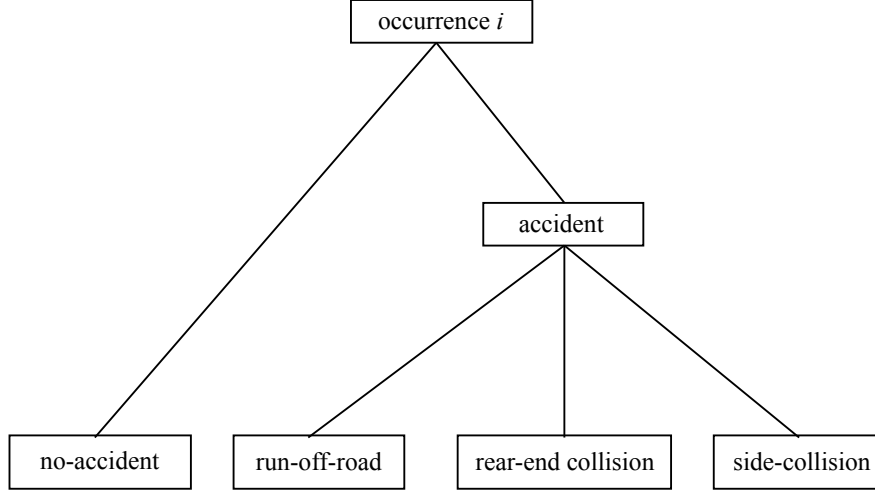 occurrence i
accident
no-accident
run-off-road
rear-end collision
side-collision